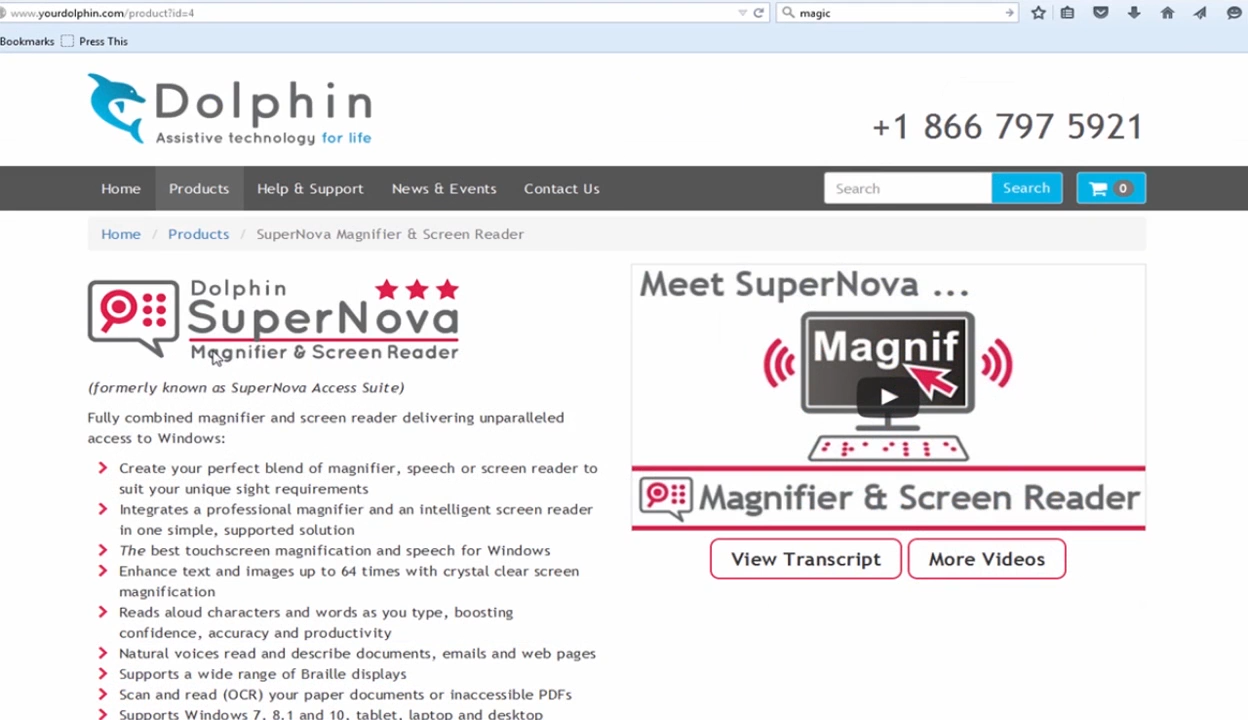 www.yourdolphin.com/product?id=4
magic
Bookmarks
Press This
Dolphin
Assistive technology for life
+1 866 797 5921
Home
Products
Help & Support
News & Events
Contact Us
Search
Search
0
Home / Products / SuperNova Magnifier & Screen Reader
Dolphin
SuperNova
Magnifier & Screen Reader
(formerly known as SuperNova Access Suite)
Fully combined magnifier and screen reader delivering unparalleled
access to Windows:
Create your perfect blend of magnifier, speech or screen reader to
suit your unique sight requirements
Integrates a professional magnifier and an intelligent screen reader
in one simple, supported solution
The best touchscreen magnification and speech for Windows
Enhance text and images up to 64 times with crystal clear screen
magnification
Reads aloud characters and words as you type, boosting
confidence, accuracy and productivity
Natural voices read and describe documents, emails and web pages
Supports a wide range of Braille displays
Scan and read (OCR) your paper documents or inaccessible PDFs
Supports Windows 7, 8.1 and 10, tablet, laptop and desktop
Meet SuperNova ...
Magnif
Magnifier & Screen Reader
View Transcript
More Videos